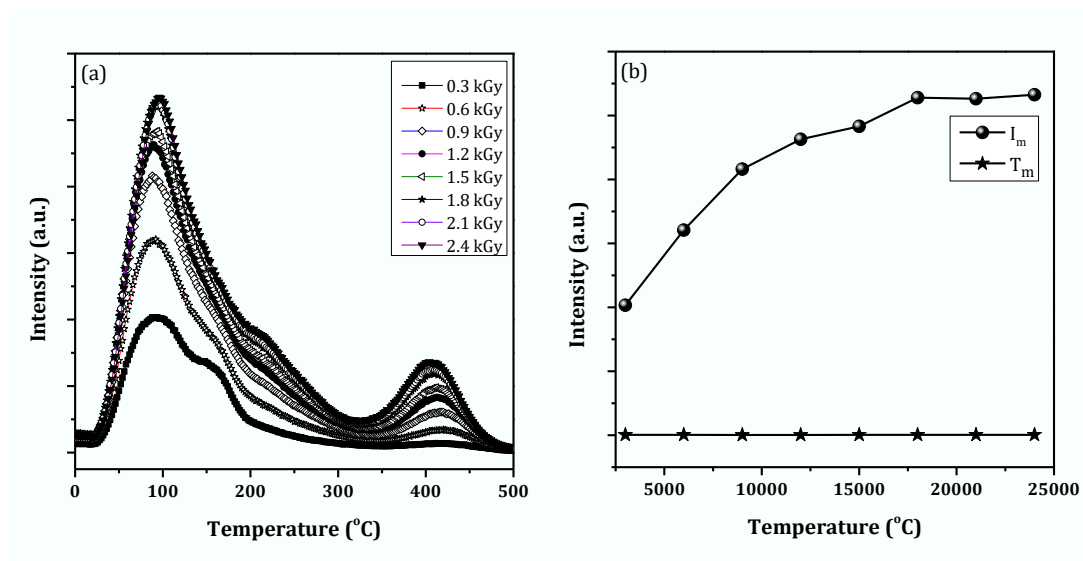 (a)
0.3 kGy
0.6 kGy
0.9 kGy
1.2 kGy
1.5 kGy
1.8 kGy
2.1 kGy
2.4 kGy
Intensity (a.u.)
0 100 200 300 400 500
Temperature (°C)
(b)
I_m
T_m
Intensity (a.u.)
5000 10000 15000 20000 25000
Temperature (°C)